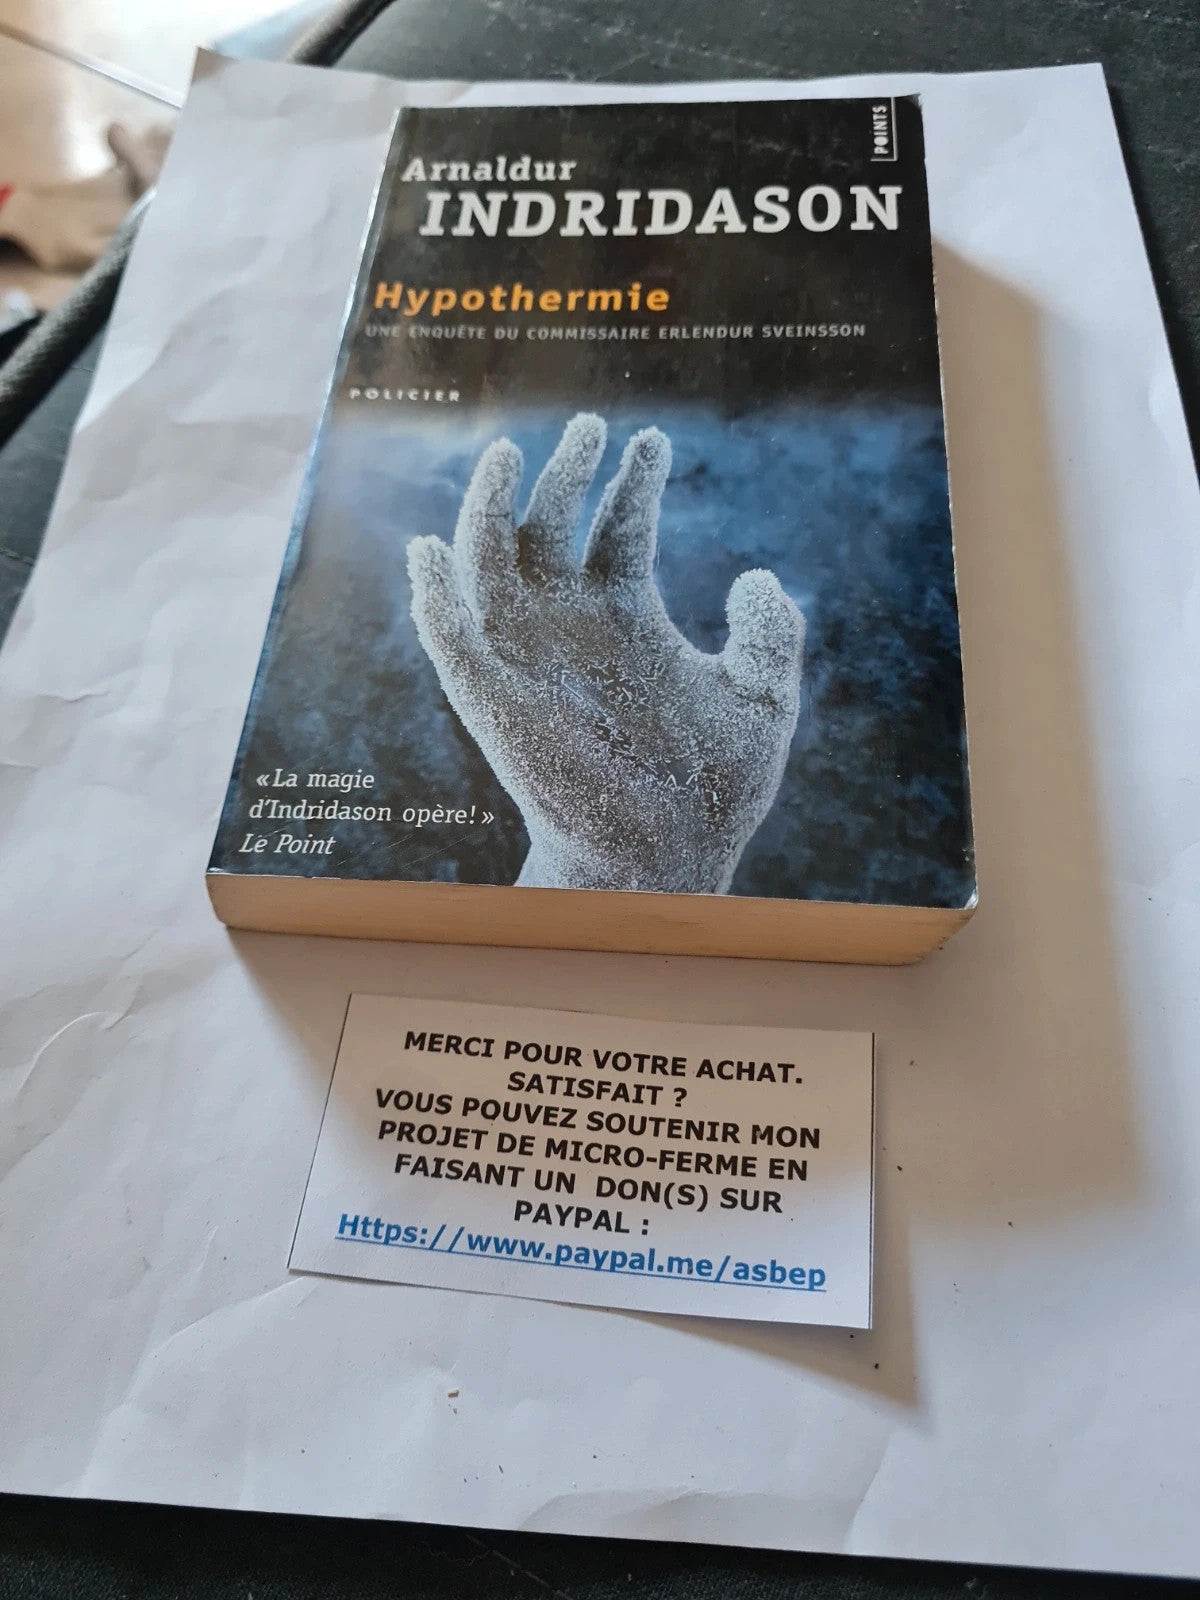 POINTS
Arnaldur
INDRIDASON
Hypothermie
UNE ENQUÊTE DU COMMISSAIRE ERLENDUR SVEINSSON
POLICIER
« La magie
d'Indridason opère ! »
Le Point
MERCI POUR VOTRE ACHAT.
SATISFAIT ?
VOUS POUVEZ SOUTENIR MON
PROJET DE MICRO-FERME EN
FAISANT UN DON(S) SUR
PAYPAL :
Https://www.paypal.me/asbep